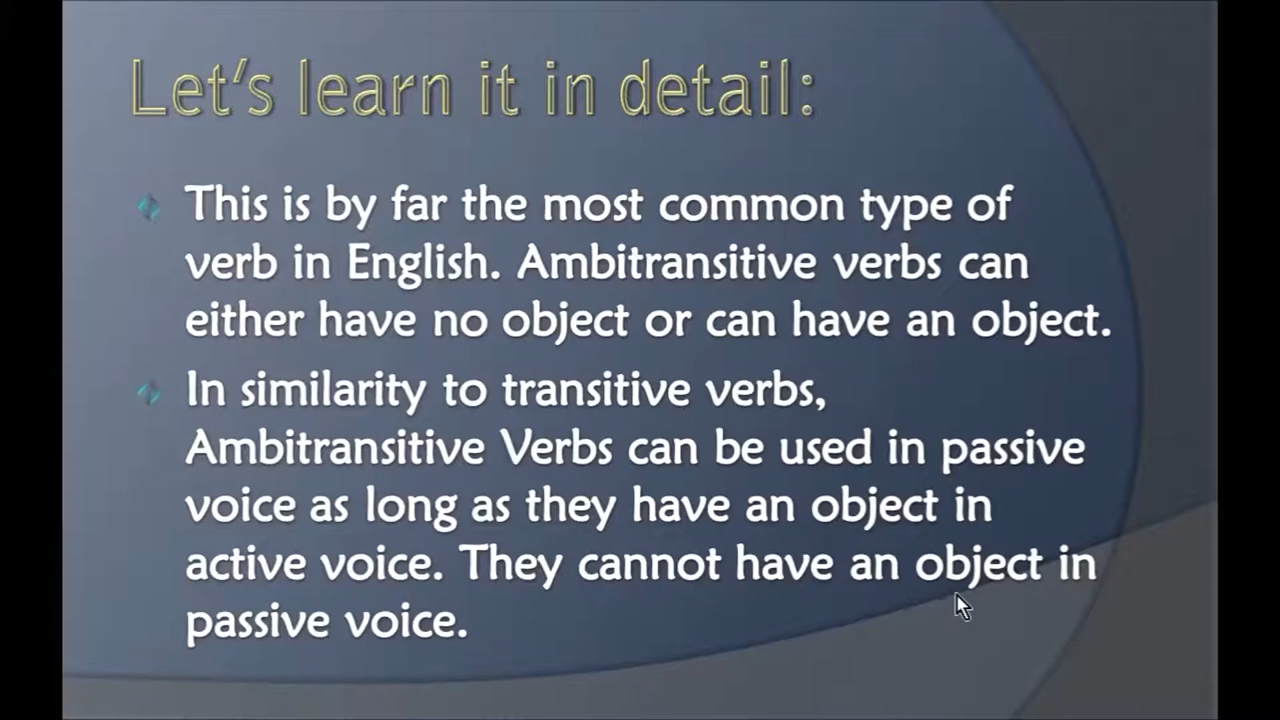 Let's learn it in detail:
This is by far the most common type of
verb in English. Ambitransitive verbs can
either have no object or can have an object.
In similarity to transitive verbs,
Ambitransitive Verbs can be used in passive
voice as long as they have an object in
active voice. They cannot have an object in
passive voice.